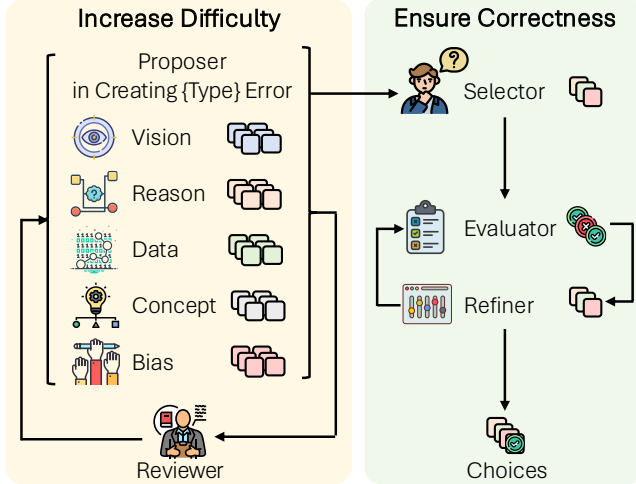 Increase Difficulty
Proposer
in Creating {Type} Error
Vision
Reason
Data
Concept
Bias
Reviewer
Ensure Correctness
Selector
Evaluator
Refiner
Choices